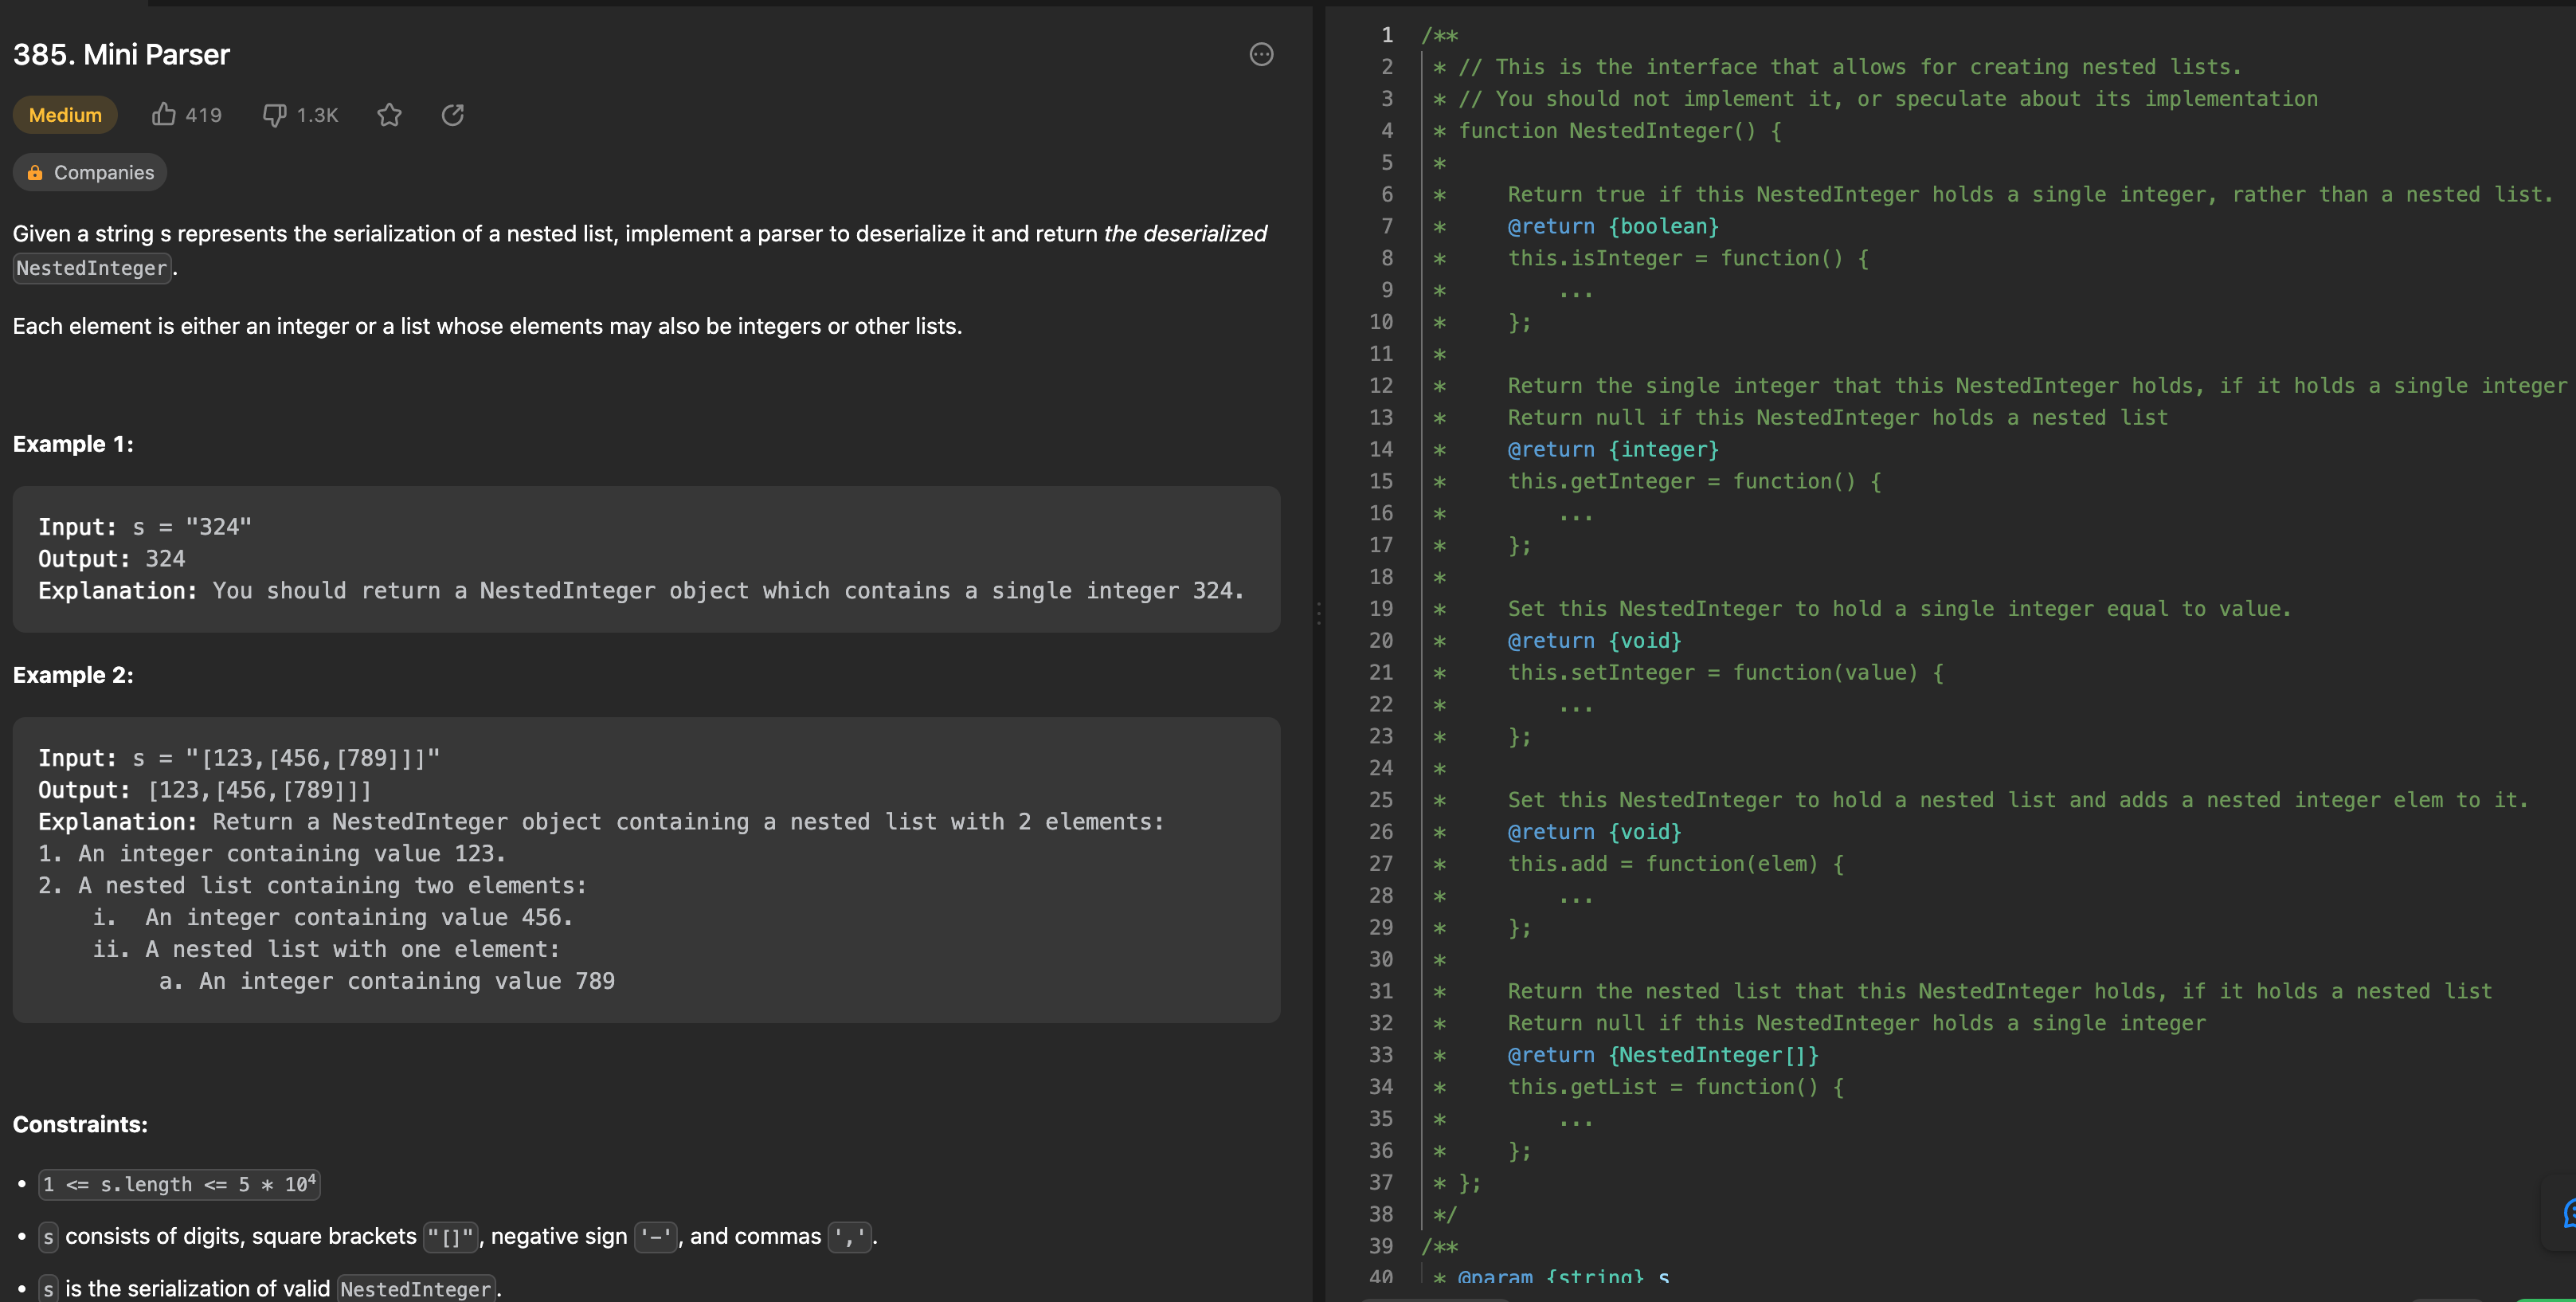 385. Mini Parser
Medium
419
1.3K
Companies
Given a string s represents the serialization of a nested list, implement a parser to deserialize it and return the deserialized
NestedInteger.
Each element is either an integer or a list whose elements may also be integers or other lists.
Example 1:
Input: s = "324"
Output: 324
Explanation: You should return a NestedInteger object which contains a single integer 324.
Example 2:
Input: s = "[123,[456,[789]]]"
Output: [123,[456,[789]]]
Explanation: Return a NestedInteger object containing a nested list with 2 elements:
1. An integer containing value 123.
2. A nested list containing two elements:
i.  An integer containing value 456.
ii. A nested list with one element:
a. An integer containing value 789
Constraints:
• 1 <= s.length <= 5 * 10⁴
• s consists of digits, square brackets "[]", negative sign '-', and commas ','.
• s is the serialization of valid NestedInteger.
1 /**
2  * // This is the interface that allows for creating nested lists.
3  * // You should not implement it, or speculate about its implementation
4  * function NestedInteger() {
5  *
6  *     Return true if this NestedInteger holds a single integer, rather than a nested list.
7  *     @return {boolean}
8  *     this.isInteger = function() {
9  *         ...
10  *     };
11  *
12  *     Return the single integer that this NestedInteger holds, if it holds a single integer
13  *     Return null if this NestedInteger holds a nested list
14  *     @return {integer}
15  *     this.getInteger = function() {
16  *         ...
17  *     };
18  *
19  *     Set this NestedInteger to hold a single integer equal to value.
20  *     @return {void}
21  *     this.setInteger = function(value) {
22  *         ...
23  *     };
24  *
25  *     Set this NestedInteger to hold a nested list and adds a nested integer elem to it.
26  *     @return {void}
27  *     this.add = function(elem) {
28  *         ...
29  *     };
30  *
31  *     Return the nested list that this NestedInteger holds, if it holds a nested list
32  *     Return null if this NestedInteger holds a single integer
33  *     @return {NestedInteger[]}
34  *     this.getList = function() {
35  *         ...
36  *     };
37  * };
38  */
39 /**
40  * @param {string} s